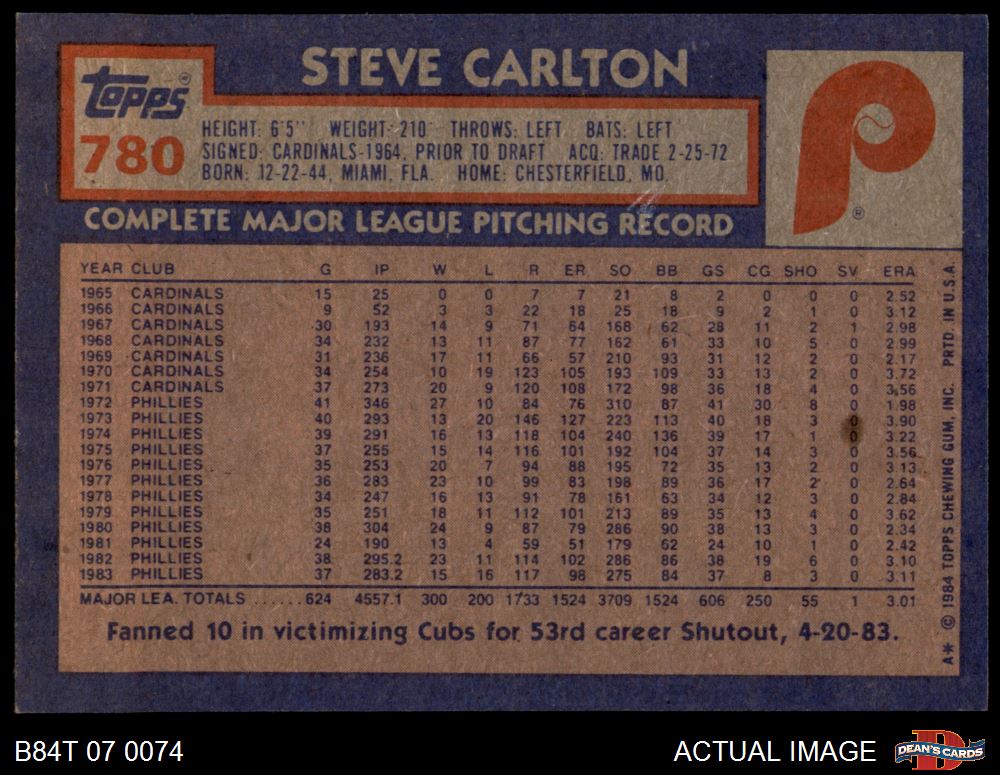 STEVE CARLTON
Topps®
780
HEIGHT: 6'5" WEIGHT: 210 THROWS: LEFT BATS: LEFT
SIGNED: CARDINALS-1964, PRIOR TO DRAFT ACQ: TRADE 2-25-72
BORN: 12-22-44, MIAMI, FLA. HOME: CHESTERFIELD, MO.
P ®
COMPLETE MAJOR LEAGUE PITCHING RECORD
YEAR CLUB G IP W L R ER SO BB GS CG SHO SV ERA
1965 CARDINALS 15 25 0 0 7 7 21 8 2 0 0 0 2.52
1966 CARDINALS 9 52 3 3 22 18 25 18 9 2 1 0 3.12
1967 CARDINALS 30 193 14 9 71 64 168 62 28 11 2 1 2.98
1968 CARDINALS 34 232 13 11 87 77 162 61 33 10 5 0 2.99
1969 CARDINALS 31 236 17 11 66 57 210 93 31 12 2 0 2.17
1970 CARDINALS 34 254 10 19 123 105 193 109 33 13 2 0 3.72
1971 CARDINALS 37 273 20 9 120 108 172 98 36 18 4 0 3.56
1972 PHILLIES 41 346 27 10 84 76 310 87 41 30 8 0 1.98
1973 PHILLIES 40 293 13 20 146 127 223 113 40 18 3 0 3.90
1974 PHILLIES 39 291 16 13 118 104 240 136 39 17 1 0 3.22
1975 PHILLIES 37 255 15 14 116 101 192 104 37 14 3 0 3.56
1976 PHILLIES 35 253 20 7 94 88 195 72 35 13 2 0 3.13
1977 PHILLIES 36 283 23 10 99 83 198 89 36 17 2 0 2.64
1978 PHILLIES 34 247 16 13 91 78 161 63 34 12 3 0 2.84
1979 PHILLIES 35 251 18 11 112 101 213 89 35 13 4 0 3.62
1980 PHILLIES 38 304 24 9 87 79 286 90 38 13 3 0 2.34
1981 PHILLIES 24 190 13 4 59 51 179 62 24 10 1 0 2.42
1982 PHILLIES 38 295.2 23 11 114 102 286 86 38 19 6 0 3.10
1983 PHILLIES 37 283.2 15 16 117 98 275 84 37 8 3 0 3.11
MAJOR LEA. TOTALS ......624 4557.1 300 200 1733 1524 3709 1524 606 250 55 1 3.01
Fanned 10 in victimizing Cubs for 53rd career Shutout, 4-20-83.
A* © 1984 TOPPS CHEWING GUM, INC. PRTD. IN U.S.A.
B84T 07 0074
ACTUAL IMAGE
D
DEAN'S CARDS